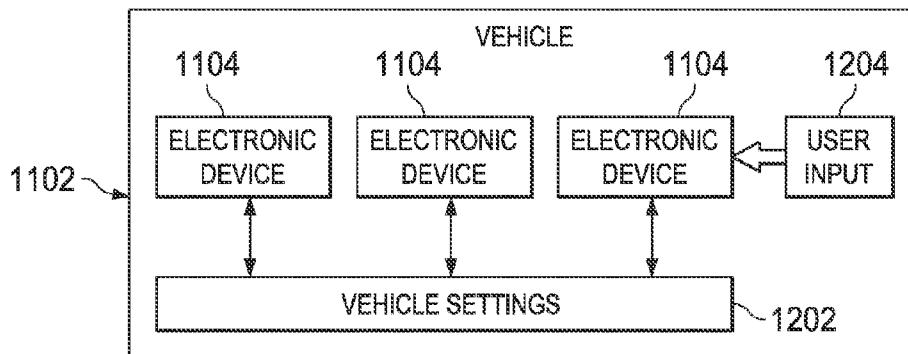 VEHICLE
1104
1104
1104
1204
ELECTRONIC
DEVICE
ELECTRONIC
DEVICE
ELECTRONIC
DEVICE
USER
INPUT
1102
VEHICLE SETTINGS
1202